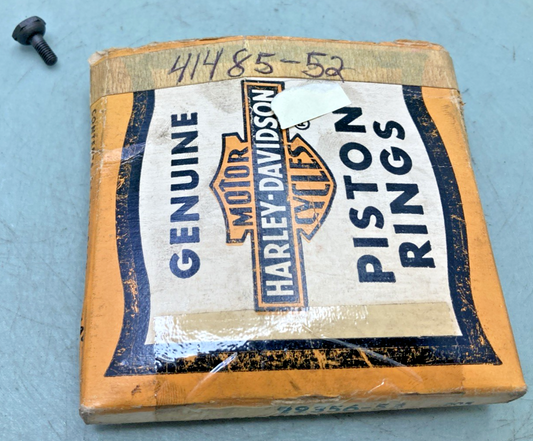 41485-52
GENUINE
MOTOR
HARLEY-DAVIDSON
CYCLES
®
PISTON
RINGS